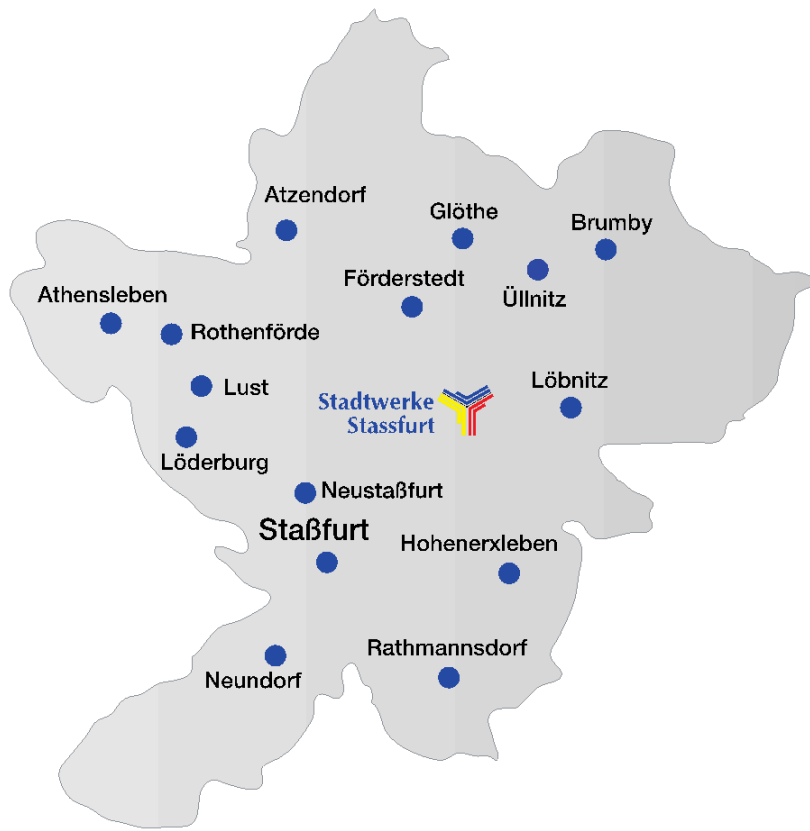 Atzendorf
Glöthe
Brumby
Förderstedt
Üllnitz
Athensleben
Rothenförde
Lust
Löbnitz
Stadtwerke
Stassfurt
Löderburg
Neustaßfurt
Staßfurt
Hohenerxleben
Rathmannsdorf
Neundorf